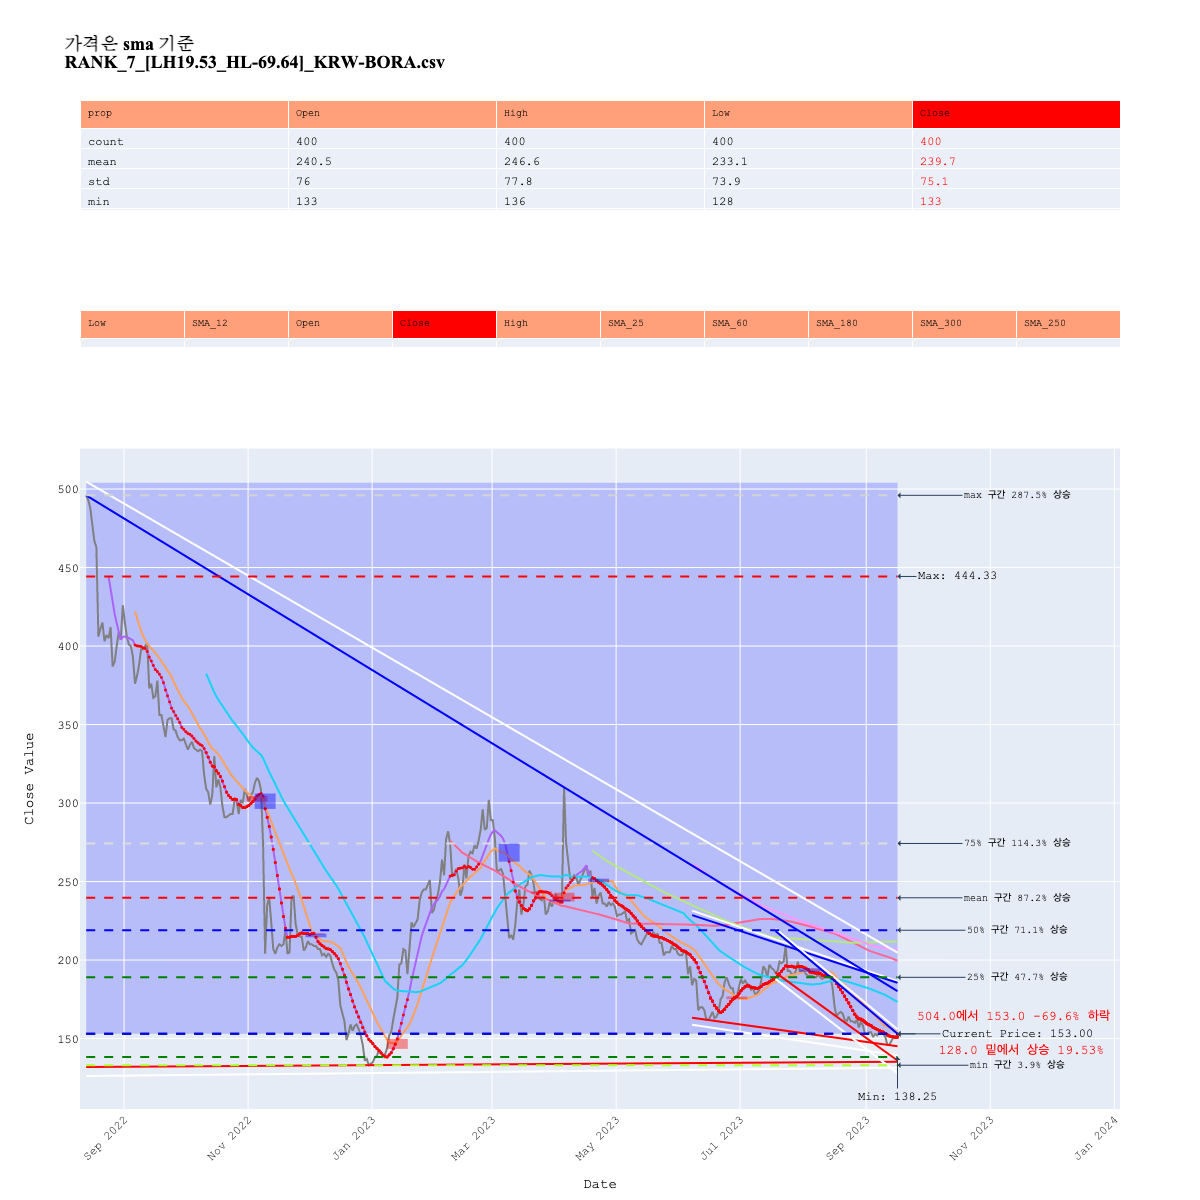 가격은 sma 기준
RANK_7_[LH19.53_HL-69.64]_KRW-BORA.csv
prop Open High Low Close
count 400 400 400 400
mean 240.5 246.6 233.1 239.7
std 76 77.8 73.9 75.1
min 133 136 128 133
Low SMA_12 Open Close High SMA_25 SMA_60 SMA_180 SMA_300 SMA_250
500
max 구간 287.5% 상승
450
Max: 444.33
400
350
300
75% 구간 114.3% 상승
250
mean 구간 87.2% 상승
50% 구간 71.1% 상승
200
25% 구간 47.7% 상승
504.0에서 153.0 -69.6% 하락
150
Current Price: 153.00
128.0 밑에서 상승 19.53%
min 구간 3.9% 상승
Min: 138.25
Close Value
Sep 2022
Nov 2022
Jan 2023
Mar 2023
May 2023
Jul 2023
Sep 2023
Nov 2023
Jan 2024
Date